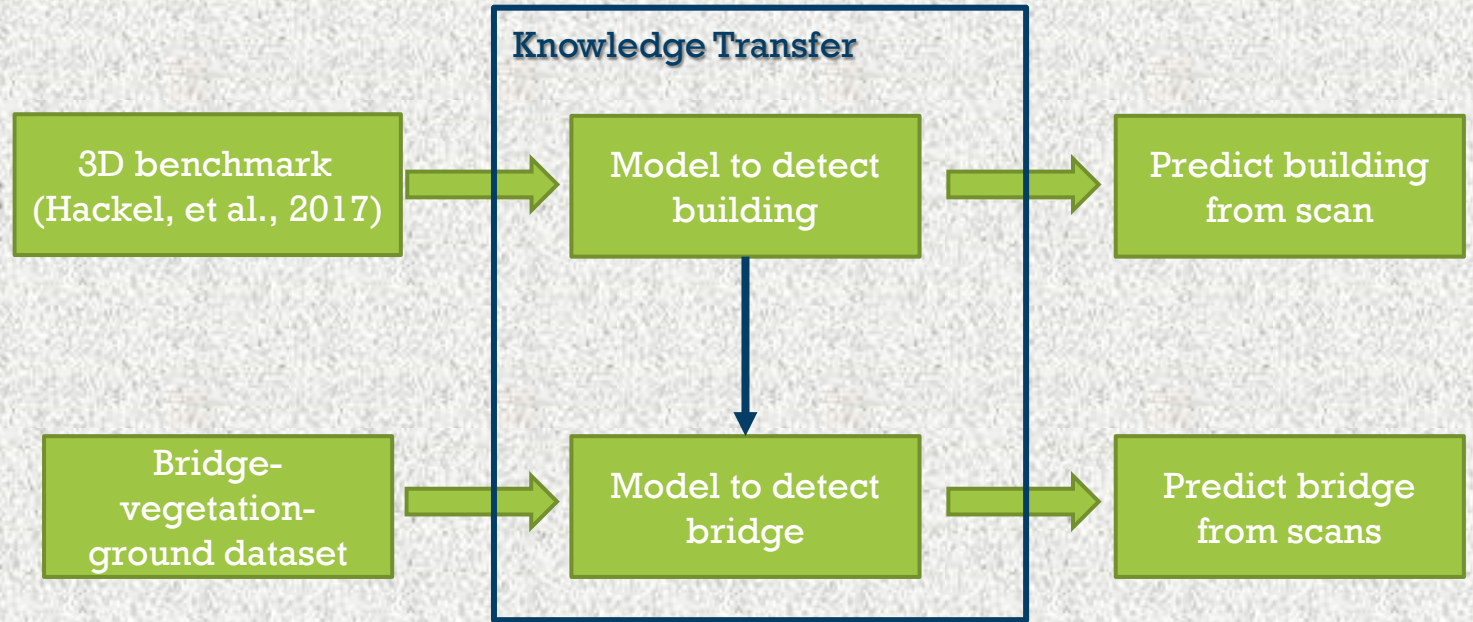 Knowledge Transfer
3D benchmark
(Hackel, et al., 2017)
Model to detect
building
Predict building
from scan
Bridge-
vegetation-
ground dataset
Model to detect
bridge
Predict bridge
from scans